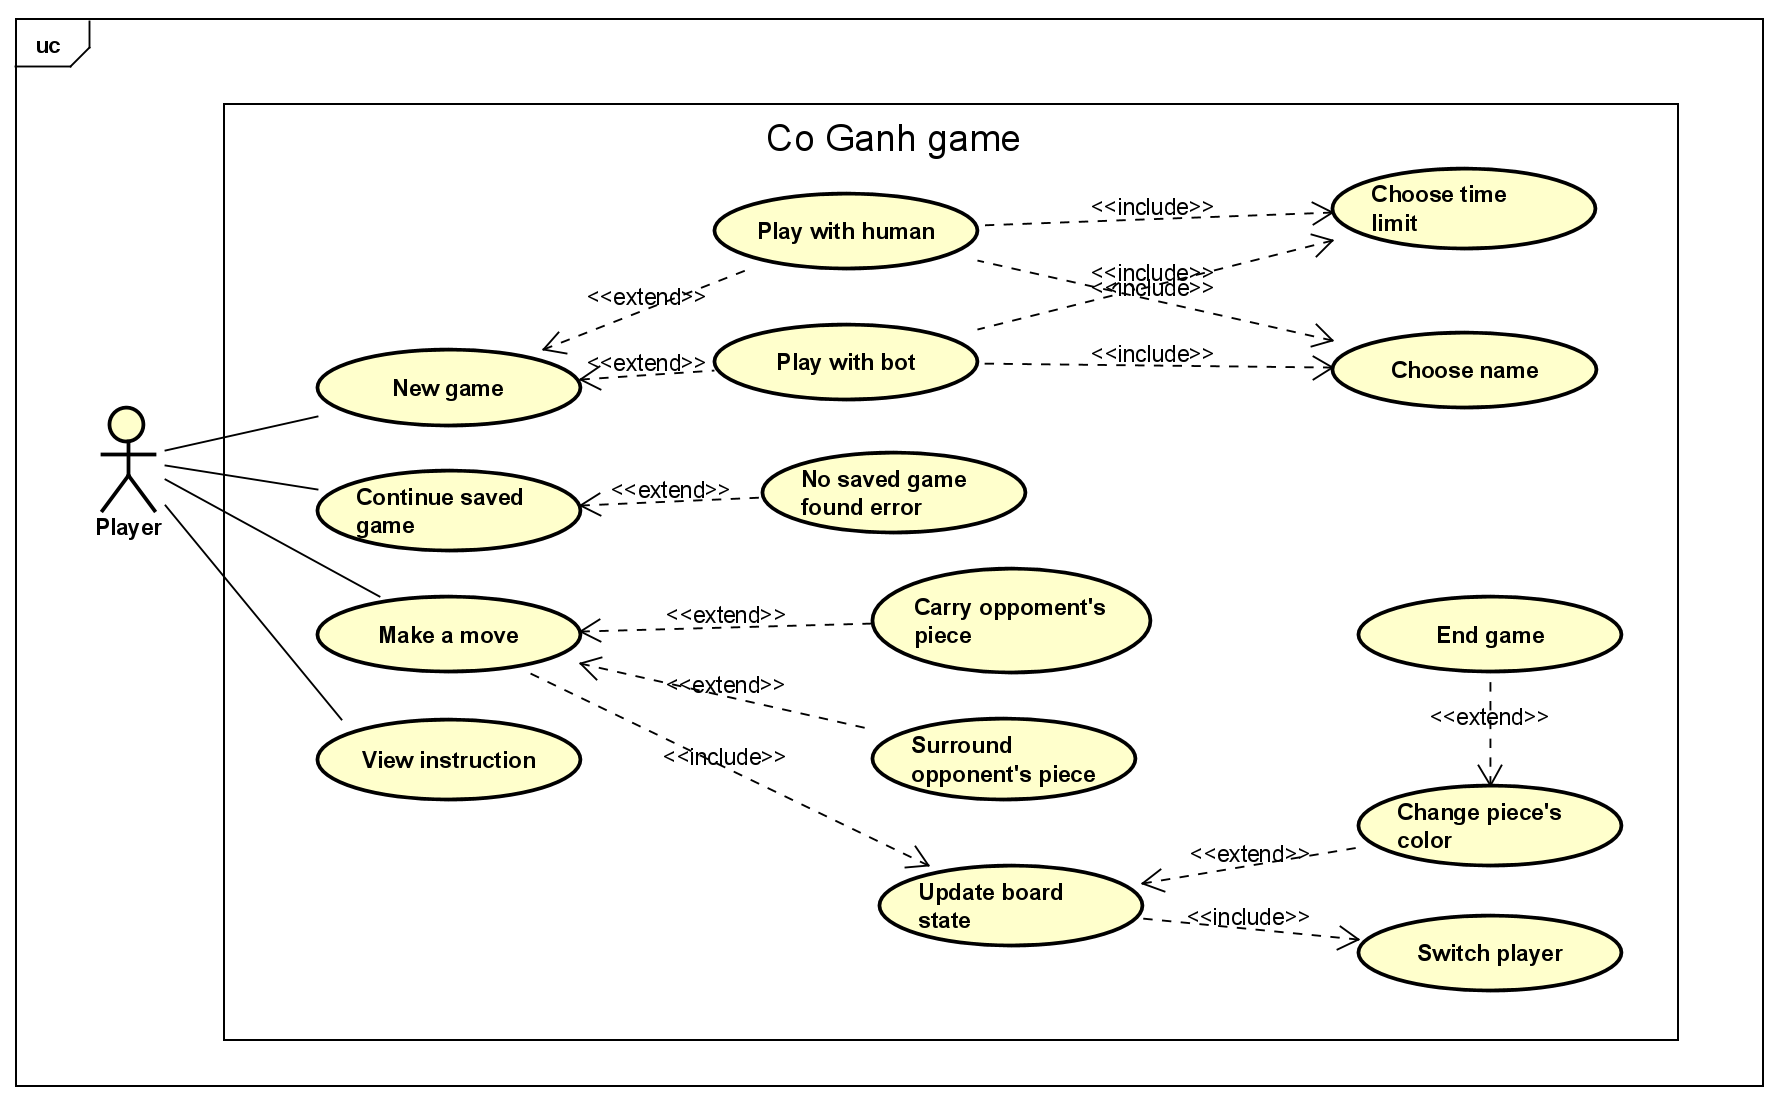 uc
Co Ganh game
Choose time
limit
<<include>>
Play with human
<<include>>
<<include>>
<<extend>>
Play with bot
<<include>>
Choose name
<<extend>>
New game
Continue saved
game
<<extend>>
No saved game
found error
Player
Make a move
<<extend>>
Carry oppoment's
piece
End game
<<extend>>
<<extend>>
View instruction
<<include>>
Surround
opponent's piece
Change piece's
color
<<extend>>
Update board
state
<<include>>
Switch player